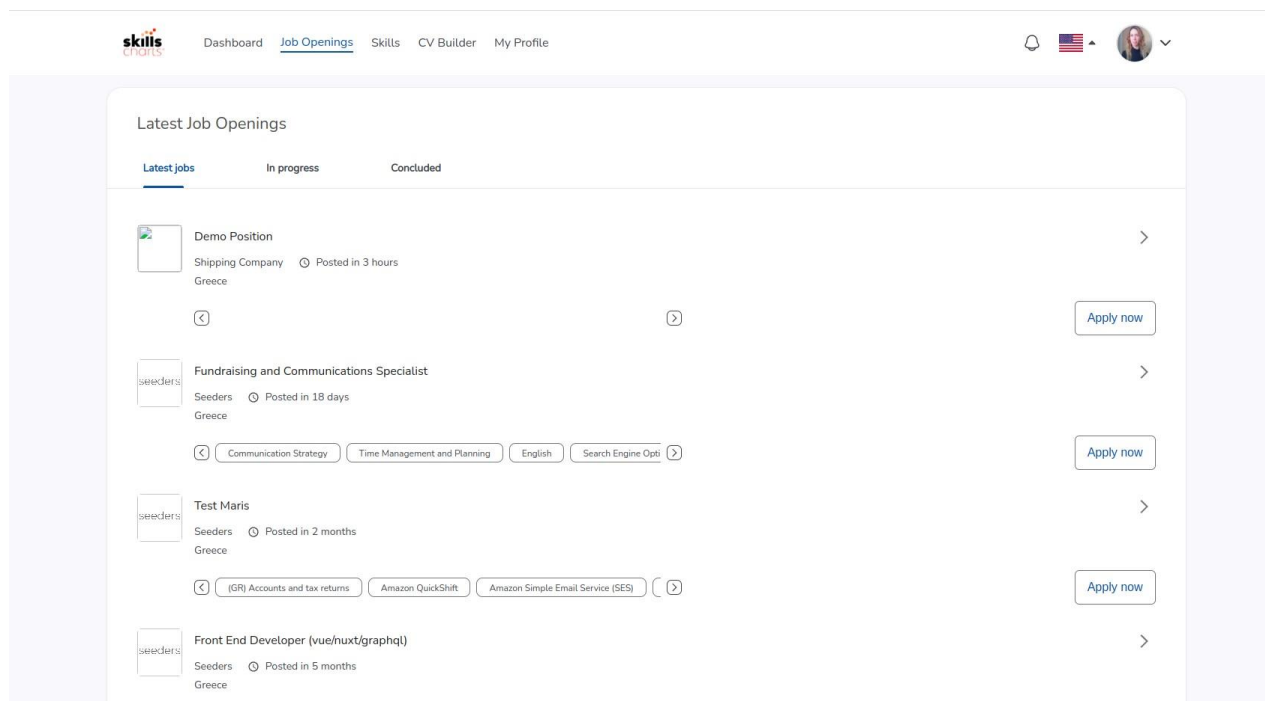 skills
charts
Dashboard Job Openings Skills CV Builder My Profile
Latest Job Openings
Latest jobs In progress Concluded
Demo Position
Shipping Company Posted in 3 hours
Greece
Apply now
seeders
Fundraising and Communications Specialist
Seeders Posted in 18 days
Greece
Communication Strategy Time Management and Planning English Search Engine Opti
Apply now
seeders
Test Maris
Seeders Posted in 2 months
Greece
(GR) Accounts and tax returns Amazon QuickShift Amazon Simple Email Service (SES)
Apply now
seeders
Front End Developer (vue/nuxt/graphql)
Seeders Posted in 5 months
Greece